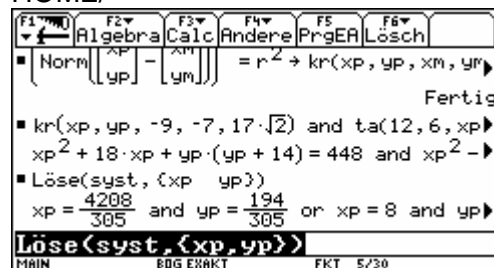 HOME/
F1 F2 F3 F4 F5 F6
Algebra Calc Andere PrgEA Lösch
▪ (Norm([xp yp] - [xm ym])) = r² → kr(xp, yp, xm, ym▶
Fertig
▪ kr(xp, yp, -9, -7, 17·√2) and ta(12, 6, xp▶
xp² + 18·xp + yp·(yp + 14) = 448 and xp² -▶
▪ Löse(syst, {xp yp})
xp = 4208/305 and yp = 194/305 or xp = 8 and yp▶
Löse(syst,{xp,yp})
MAIN BOG EXAKT FKT 5/30